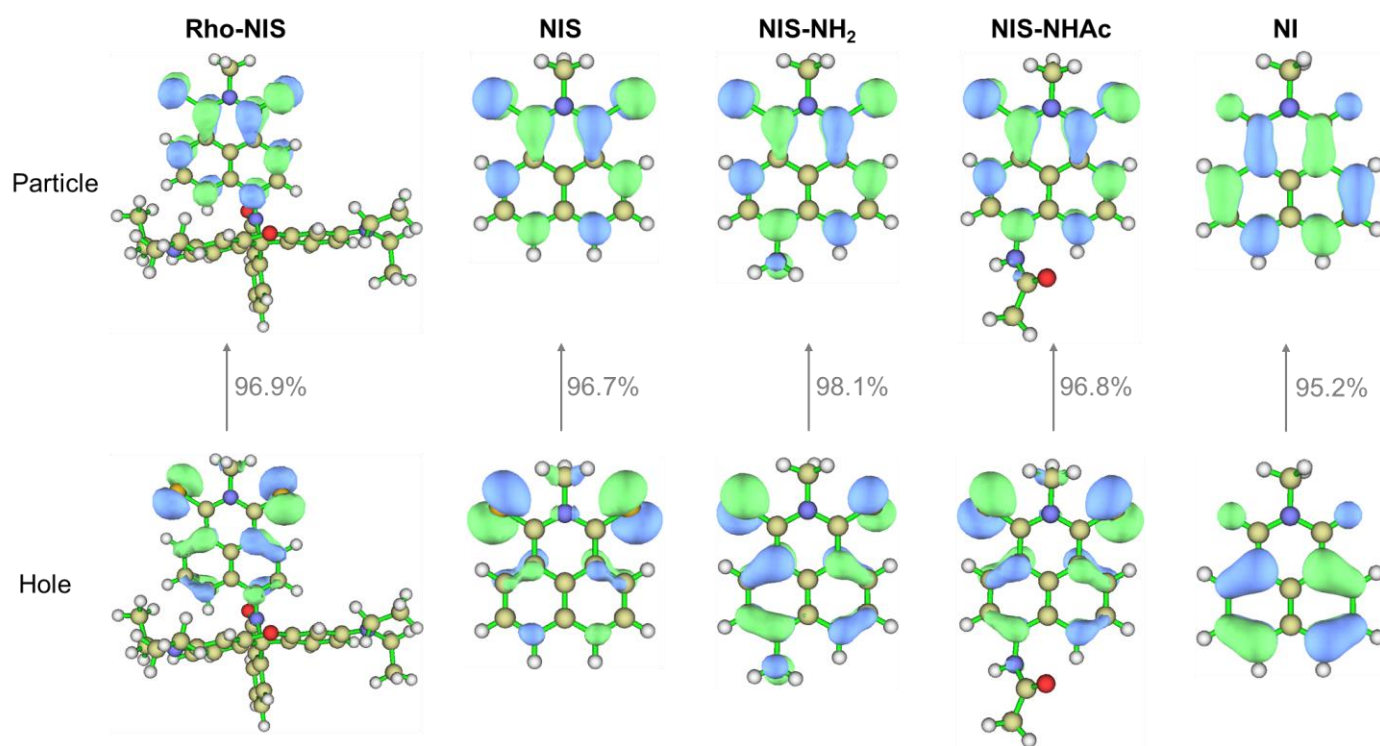 Rho-NIS NIS NIS-NH₂ NIS-NHAc NI
Particle
96.9% 96.7% 98.1% 96.8% 95.2%
Hole